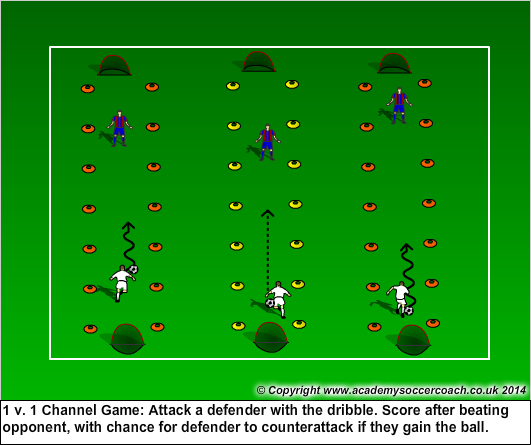 © Copyright www.academysoccercoach.co.uk 2014
1 v. 1 Channel Game: Attack a defender with the dribble. Score after beating
opponent, with chance for defender to counterattack if they gain the ball.